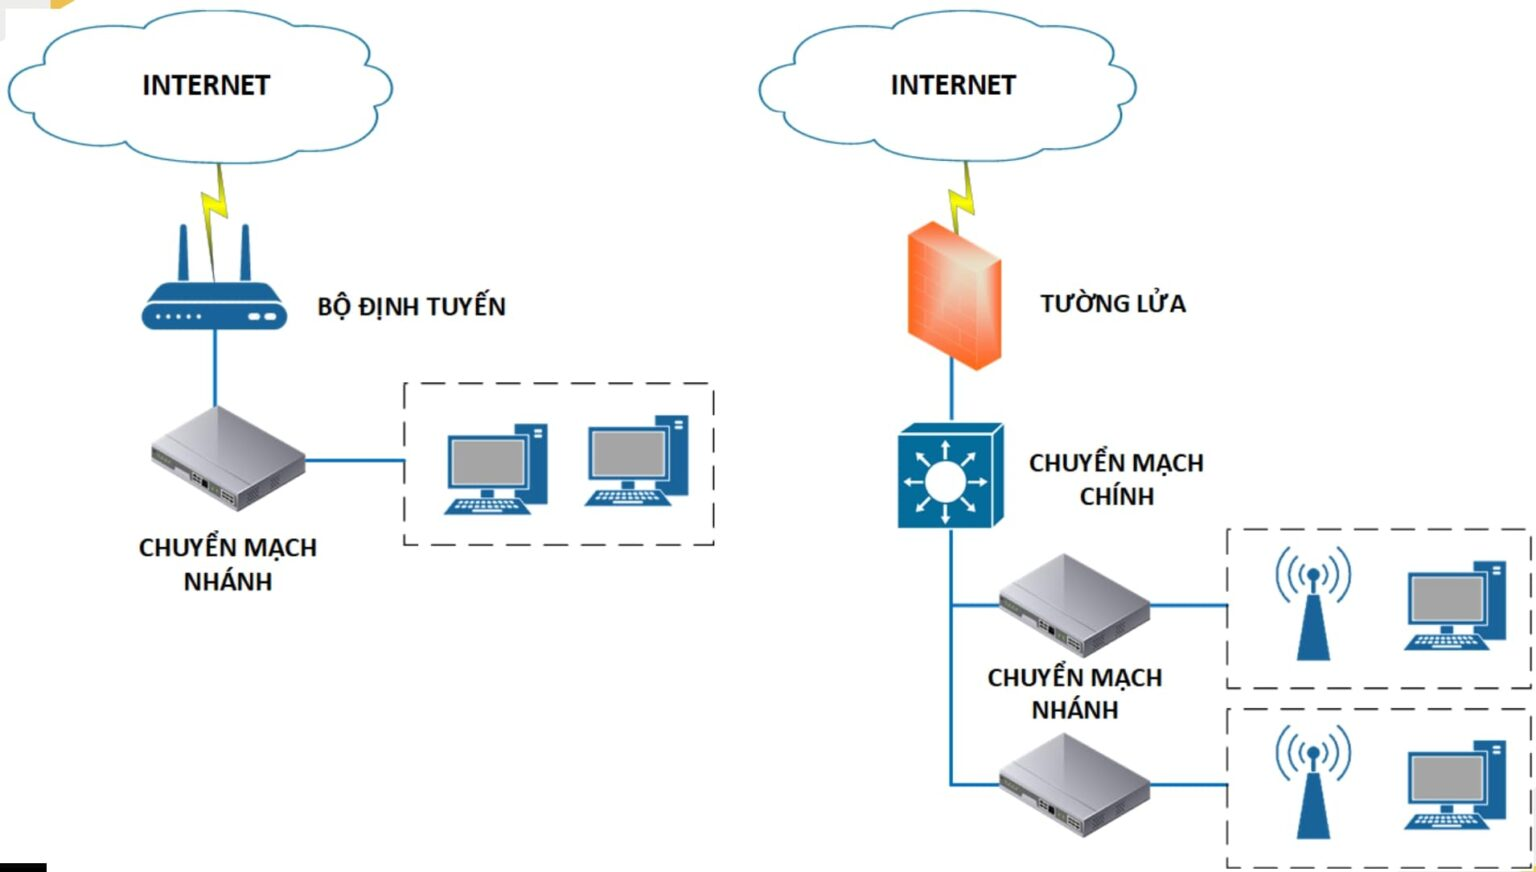 INTERNET
BỘ ĐỊNH TUYẾN
CHUYỂN MẠCH
NHÁNH
INTERNET
TƯỜNG LỬA
CHUYỂN MẠCH
CHÍNH
CHUYỂN MẠCH
NHÁNH